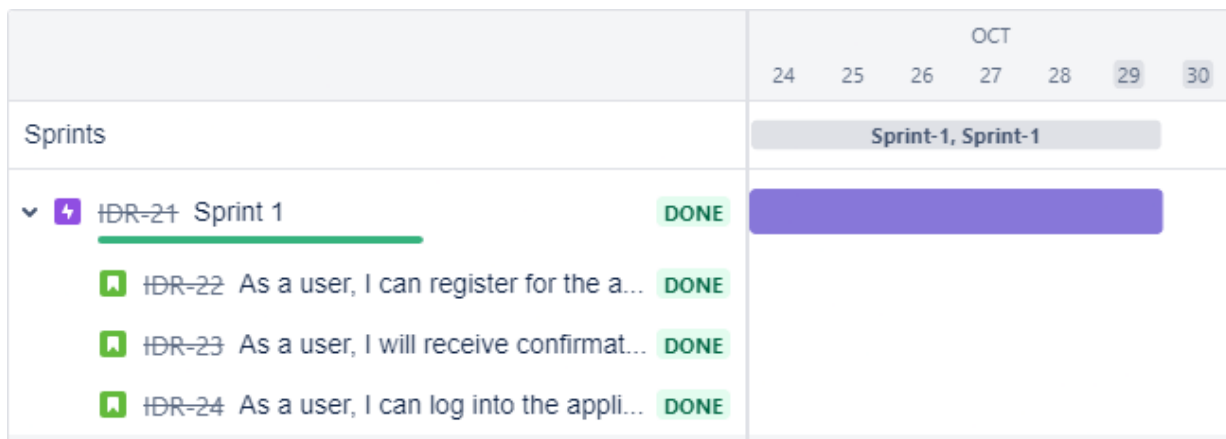 OCT
24 25 26 27 28 29 30
Sprints
Sprint-1, Sprint-1
IDR-21 Sprint 1 DONE
IDR-22 As a user, I can register for the a... DONE
IDR-23 As a user, I will receive confirmat... DONE
IDR-24 As a user, I can log into the appli... DONE